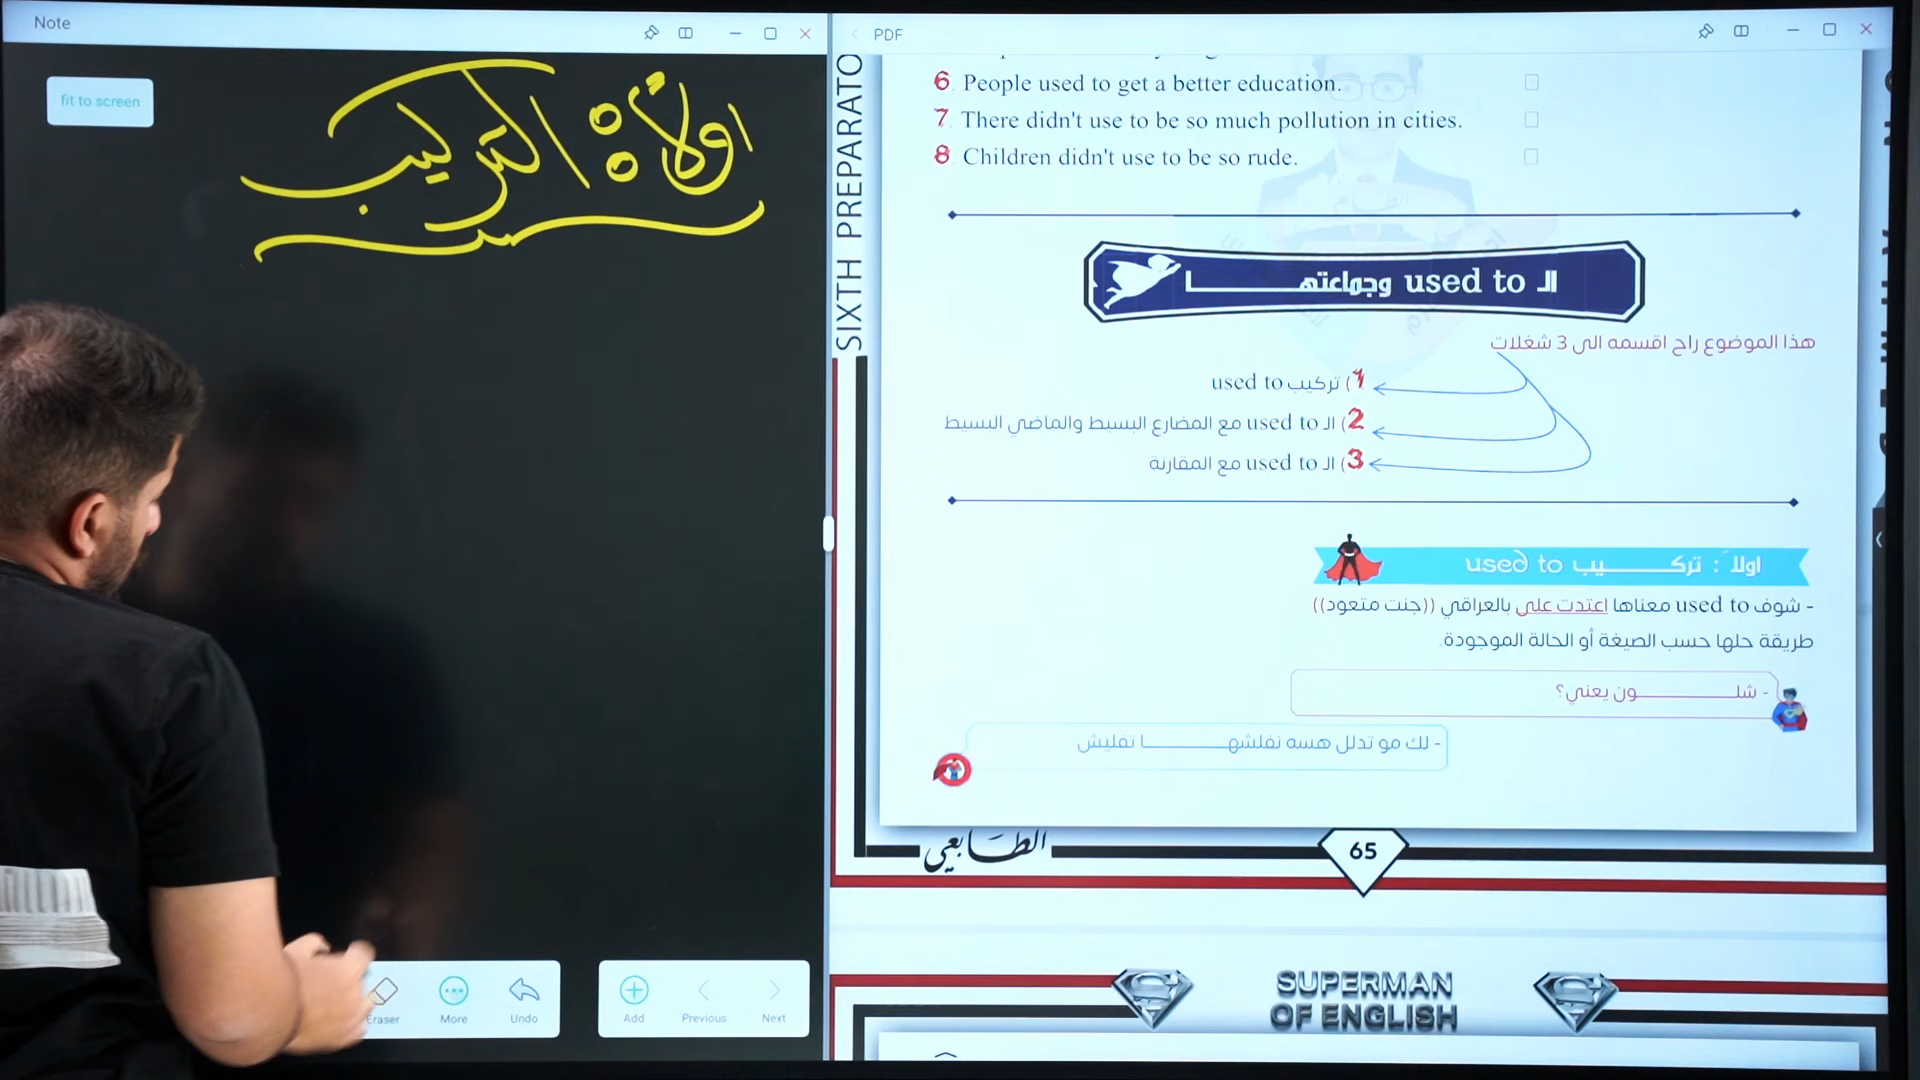 Note
fit to screen
اولاً: التركيب
Eraser
More
Undo
Add
Previous
Next
PDF
SIXTH PREPARATO
6. People used to get a better education.
7. There didn't use to be so much pollution in cities.
8. Children didn't use to be so rude.
الـ used to وجماعتهـــــــــا
هذا الموضوع راح اقسمه الى 3 شغلات
1) تركيب used to
2) الـ used to مع المضارع البسيط والماضي البسيط
3) الـ used to مع المقارنة
اولاً : تركـــــــيب used to
- شوف used to معناها اعتدت على بالعراقي ((جنت متعود))
طريقة حلها حسب الصيغة أو الحالة الموجودة.
- شلـــــــــــون يعني؟
- لك مو تدلل هسه نفلشهـــــــــا تفليش
الطابعي
65
SUPERMAN
OF ENGLISH